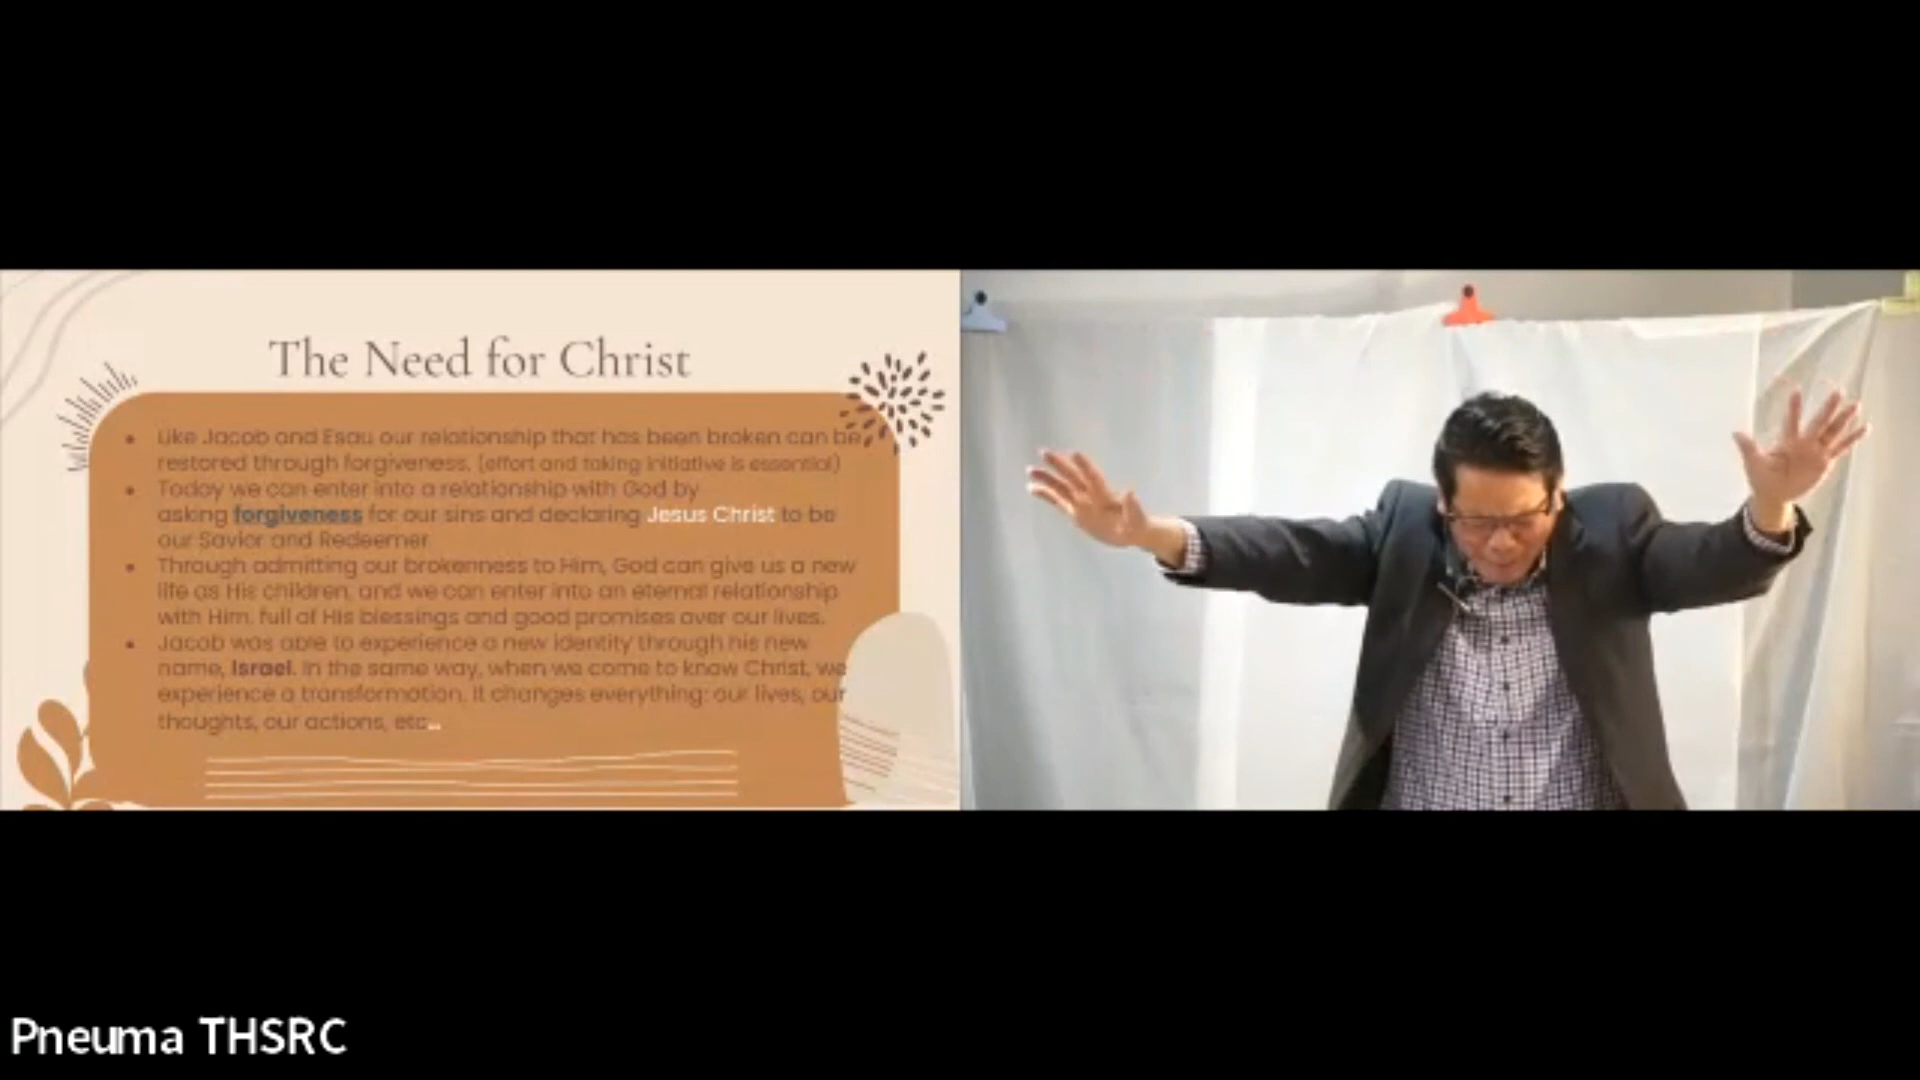 The Need for Christ
Like Jacob and Esau our relationship that has been broken can be
restored through forgiveness. (effort and taking initiative is essential)
Today we can enter into a relationship with God by
asking forgiveness for our sins and declaring Jesus Christ to be
our Savior and Redeemer.
Through admitting our brokenness to Him, God can give us a new
life as His children, and we can enter into an eternal relationship
with Him, full of His blessings and good promises over our lives.
Jacob was able to experience a new identity through his new
name, Israel. In the same way, when we come to know Christ, we
experience a transformation. It changes everything: our lives, our
thoughts, our actions, etc...
Pneuma THSRC